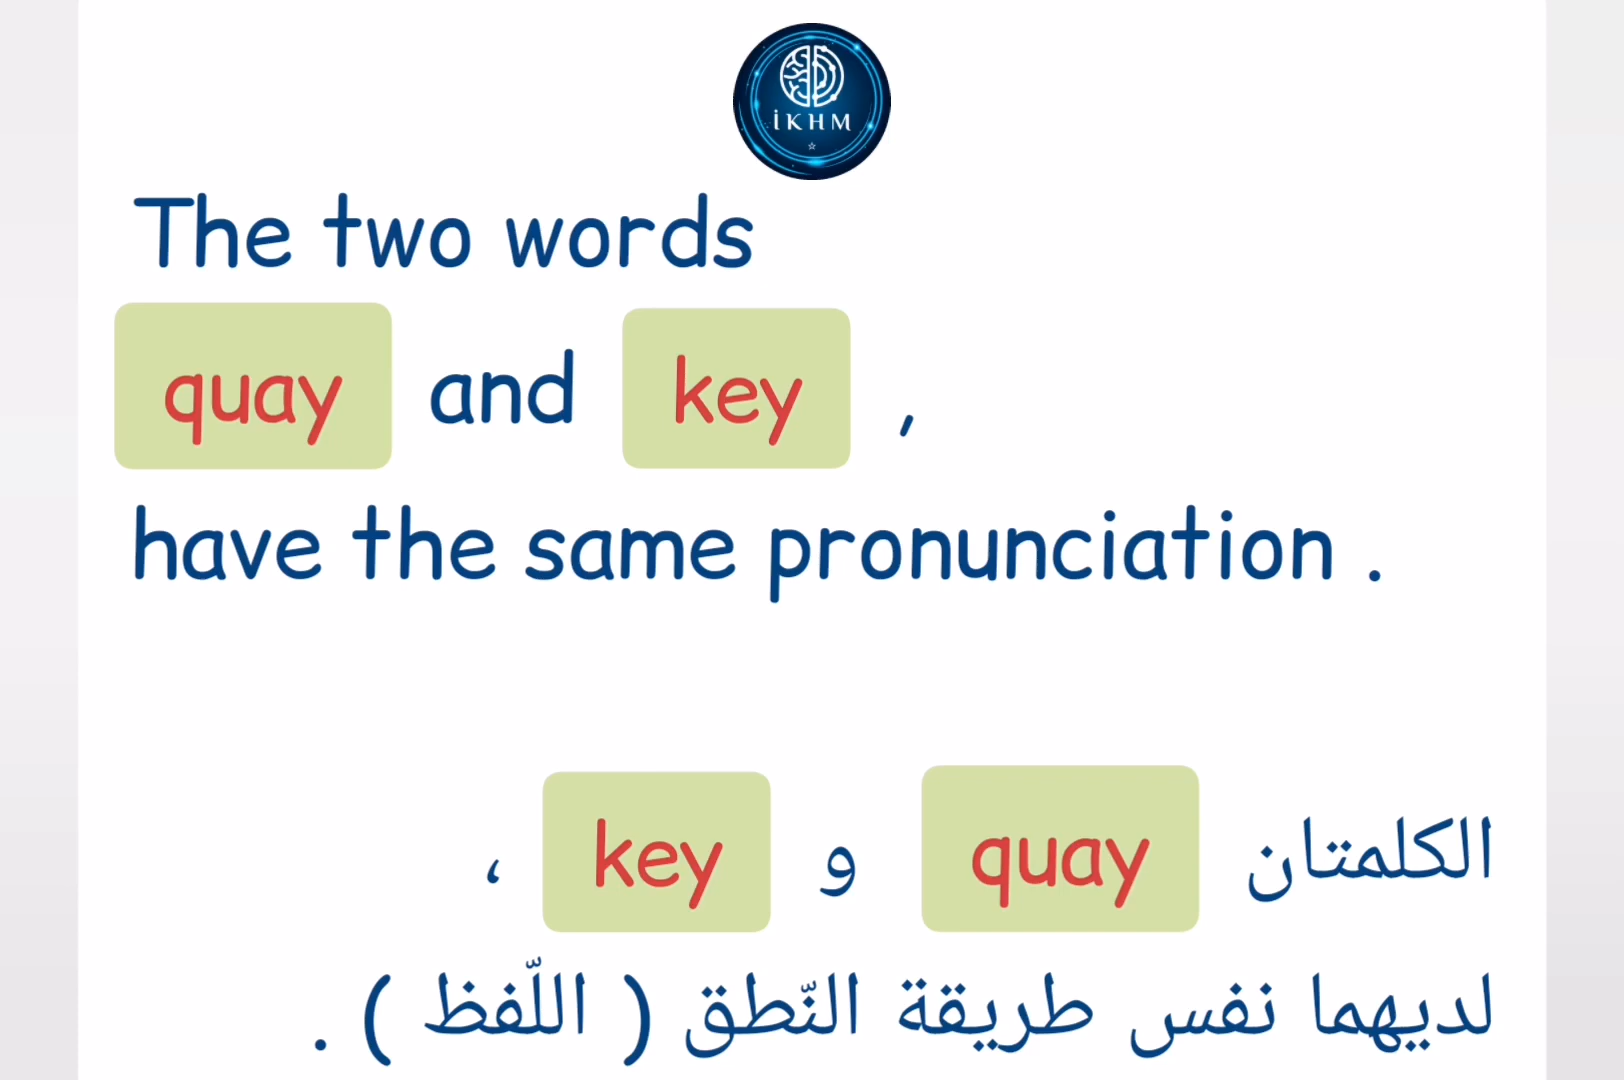 İKHM
The two words
quay and key ,
have the same pronunciation .
الكلمتان quay و key ،
لديهما نفس طريقة النّطق ( اللّفظ ) .